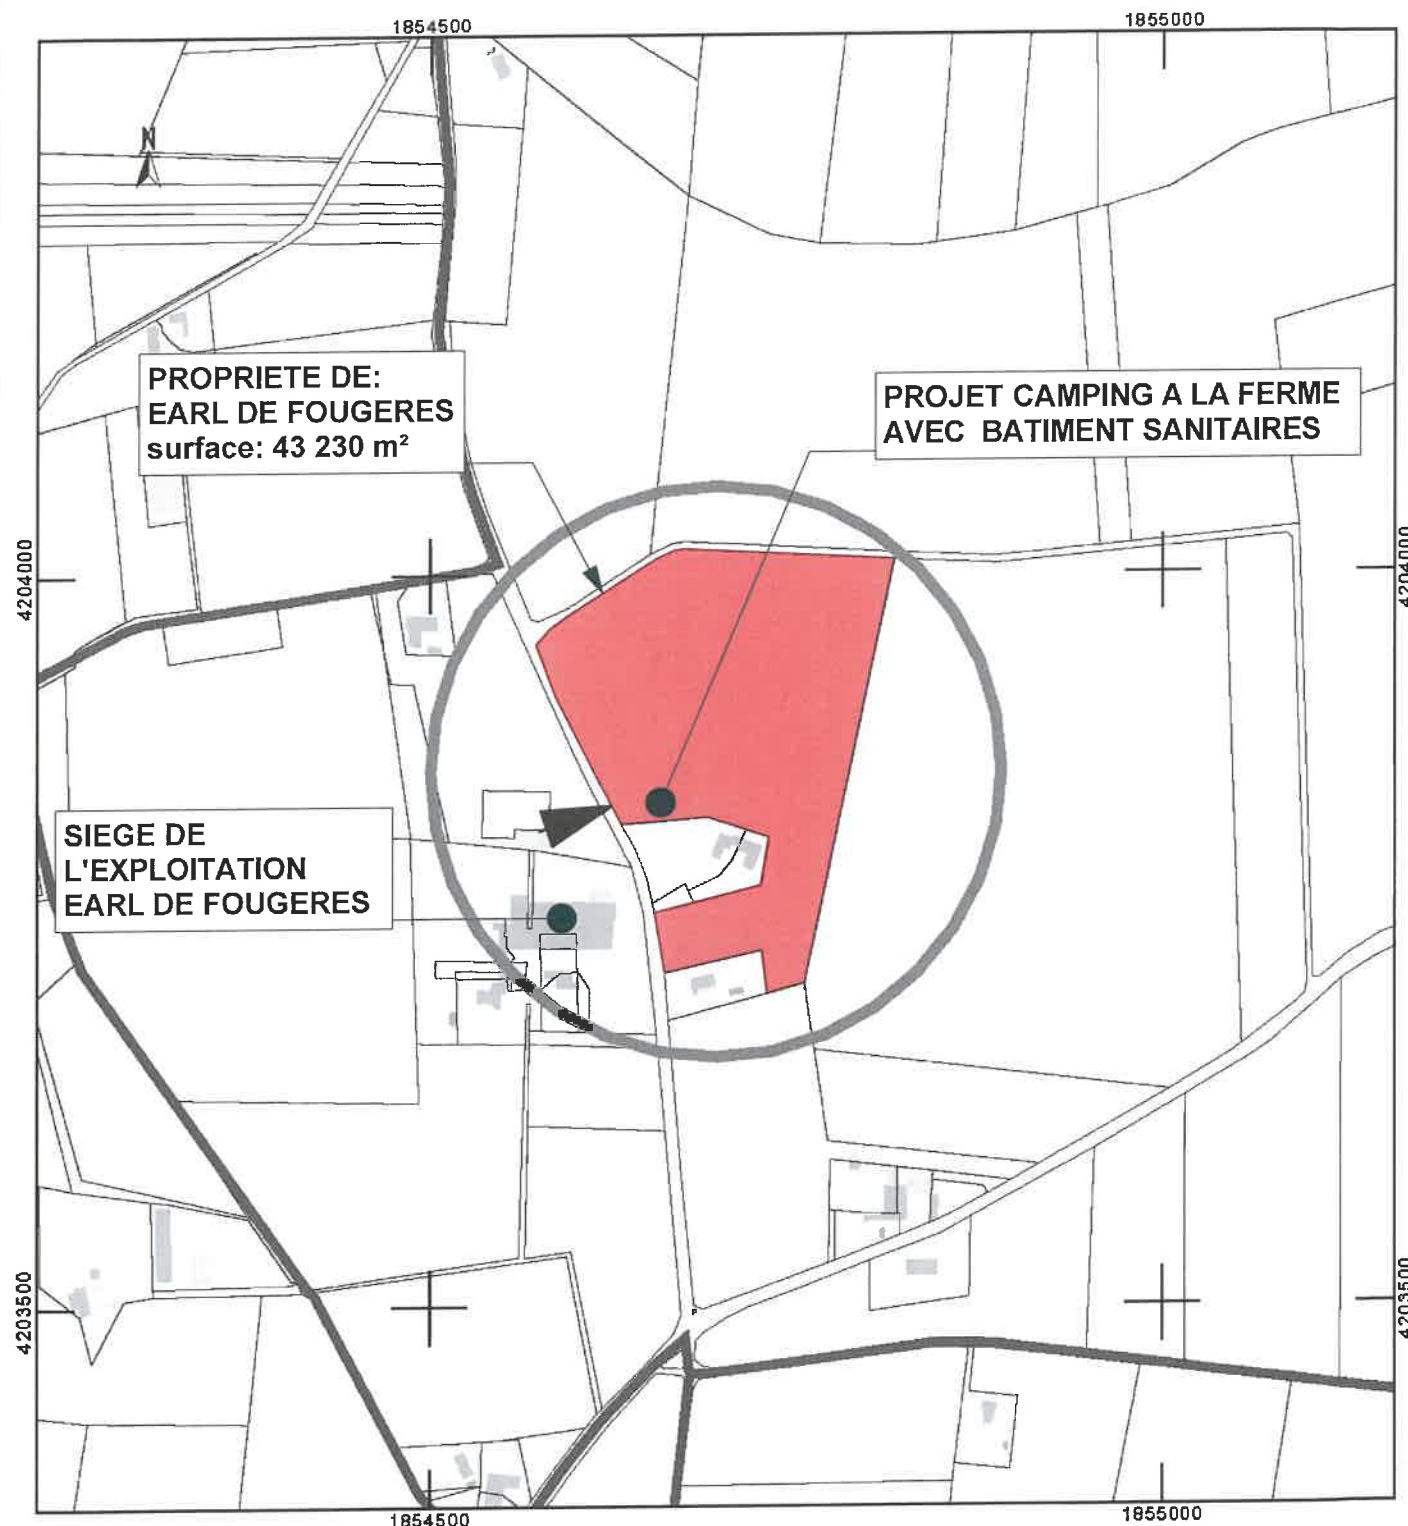 1854500
1855000
N
PROPRIETE DE:
EARL DE FOUGERES
surface: 43 230 m²
PROJET CAMPING A LA FERME
AVEC BATIMENT SANITAIRES
4204000
4204000
SIEGE DE
L'EXPLOITATION
EARL DE FOUGERES
4203500
4203500
1854500
1855000